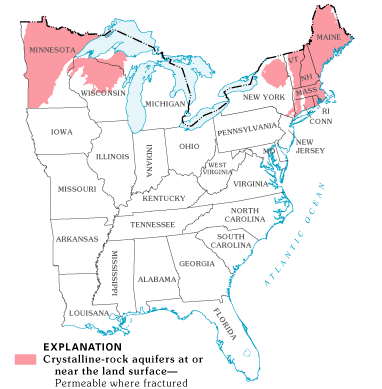 MINNESOTA
WISCONSIN
MICHIGAN
NEW YORK
VT
NH
MAINE
MASS
RI
CONN
IOWA
ILLINOIS
INDIANA
OHIO
PENNSYLVANIA
NEW
JERSEY
MD
WEST
VIRGINIA
VIRGINIA
MISSOURI
KENTUCKY
NORTH
CAROLINA
TENNESSEE
SOUTH
CAROLINA
ARKANSAS
MISSISSIPPI
ALABAMA
GEORGIA
LOUISANA
FLORIDA
ATLANTIC OCEAN
EXPLANATION
Crystalline-rock aquifers at or
near the land surface—
Permeable where fractured